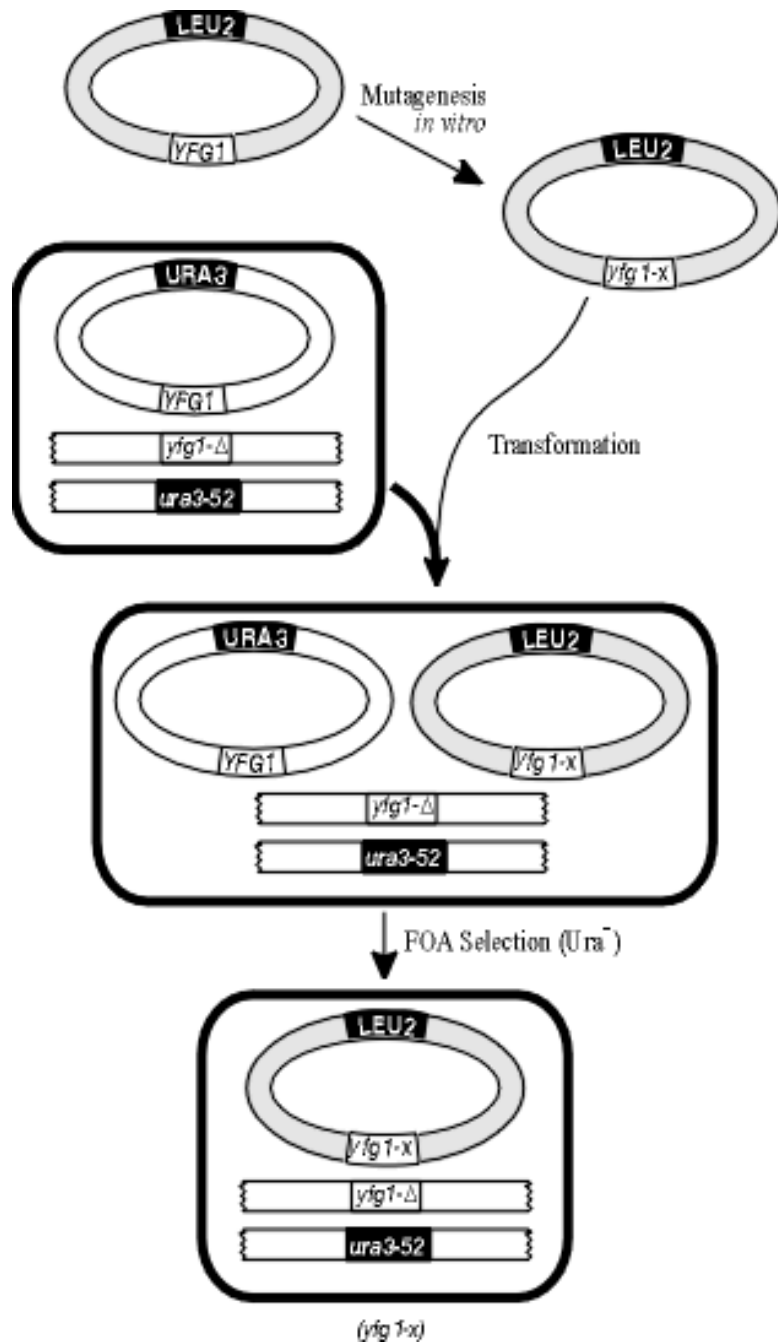 LEU2
YFG1
Mutagenesis
in vitro
LEU2
yfg1-x
URA3
YFG1
yfg1-Δ
ura3-52
Transformation
URA3
LEU2
YFG1
yfg1-x
yfg1-Δ
ura3-52
FOA Selection (Ura⁻)
LEU2
yfg1-x
yfg1-Δ
ura3-52
(yfg1-x)